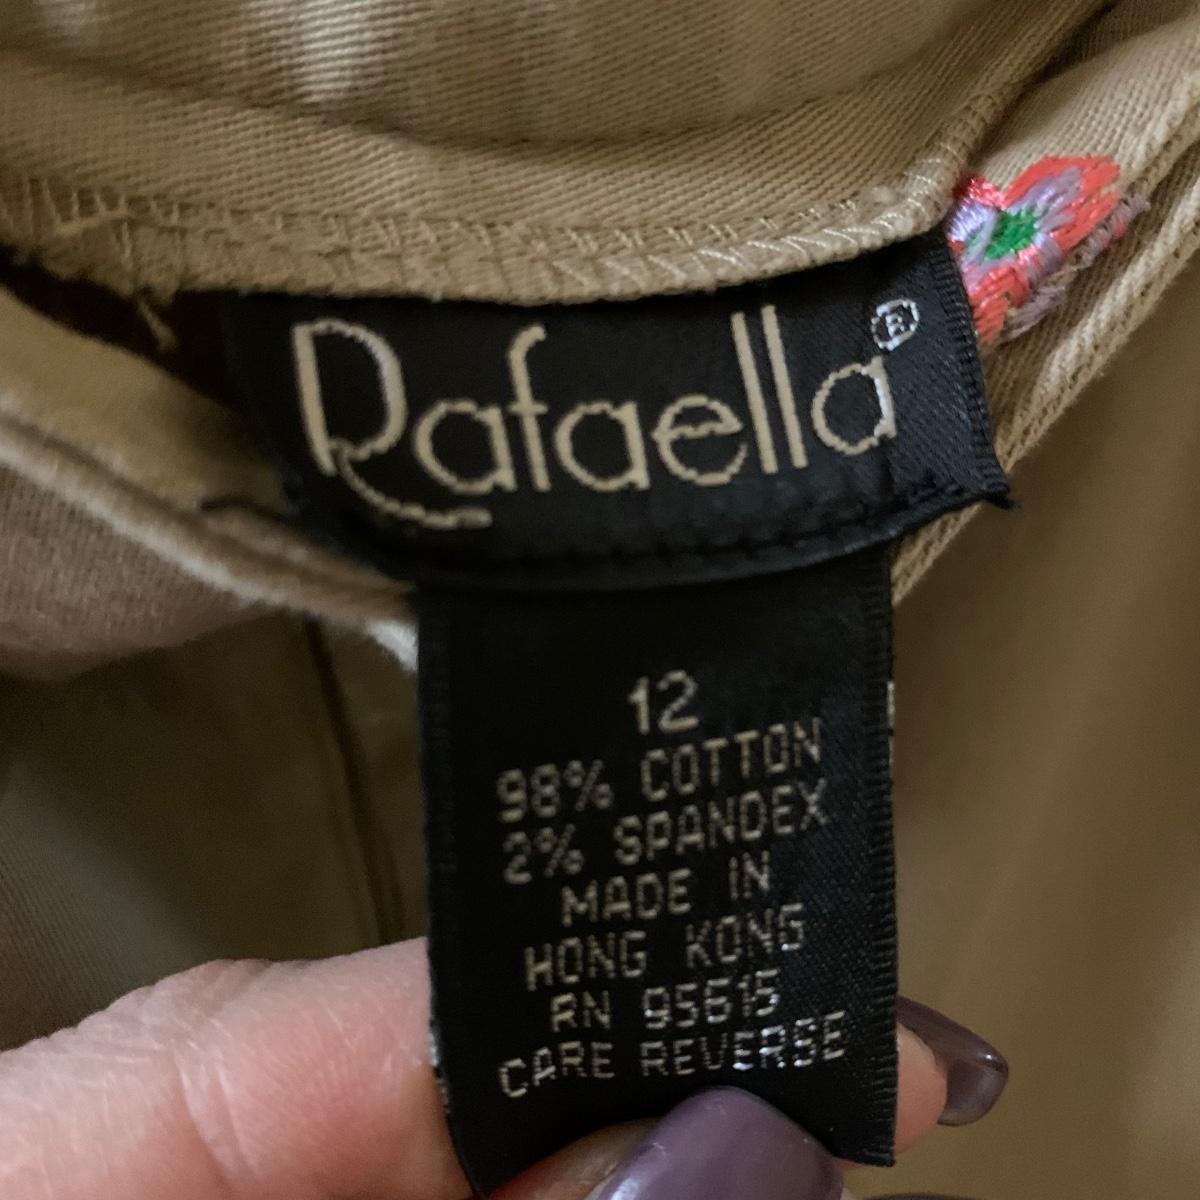 Rafaella®
12
98% COTTON
2% SPANDEX
MADE IN
HONG KONG
RN 95615
CARE REVERSE